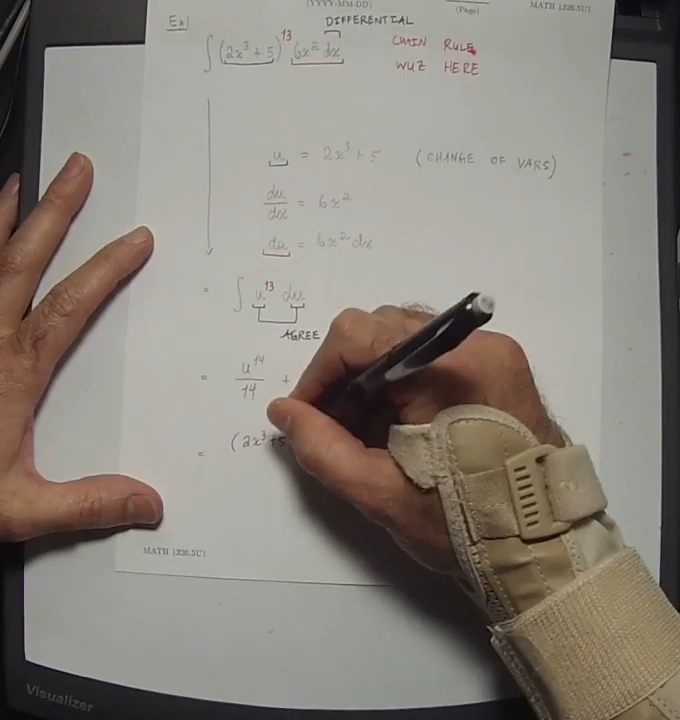 (YYYY-MM-DD) (Page) MATH 1226.5U1
Ex) DIFFERENTIAL
∫ (2x³ + 5)¹³ 6x² dx CHAIN RULE
WUZ HERE
u = 2x³ + 5 (CHANGE OF VARS)
du/dx = 6x²
du = 6x² dx
= ∫ u¹³ du
AGREE
= u¹⁴/14 +
= (2x³+5
MATH 1226.5U1
Visualizer